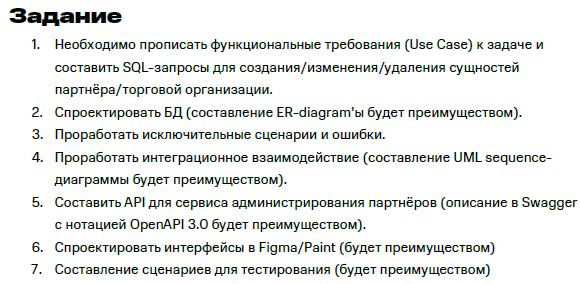 Задание
1. Необходимо прописать функциональные требования (Use Case) к задаче и
составить SQL-запросы для создания/изменения/удаления сущностей
партнёра/торговой организации.
2. Спроектировать БД (составление ER-diagram'ы будет преимуществом).
3. Проработать исключительные сценарии и ошибки.
4. Проработать интеграционное взаимодействие (составление UML sequence-
диаграммы будет преимуществом).
5. Составить API для сервиса администрирования партнёров (описание в Swagger
с нотацией OpenAPI 3.0 будет преимуществом).
6. Спроектировать интерфейсы в Figma/Paint (будет преимуществом)
7. Составление сценариев для тестирования (будет преимуществом)